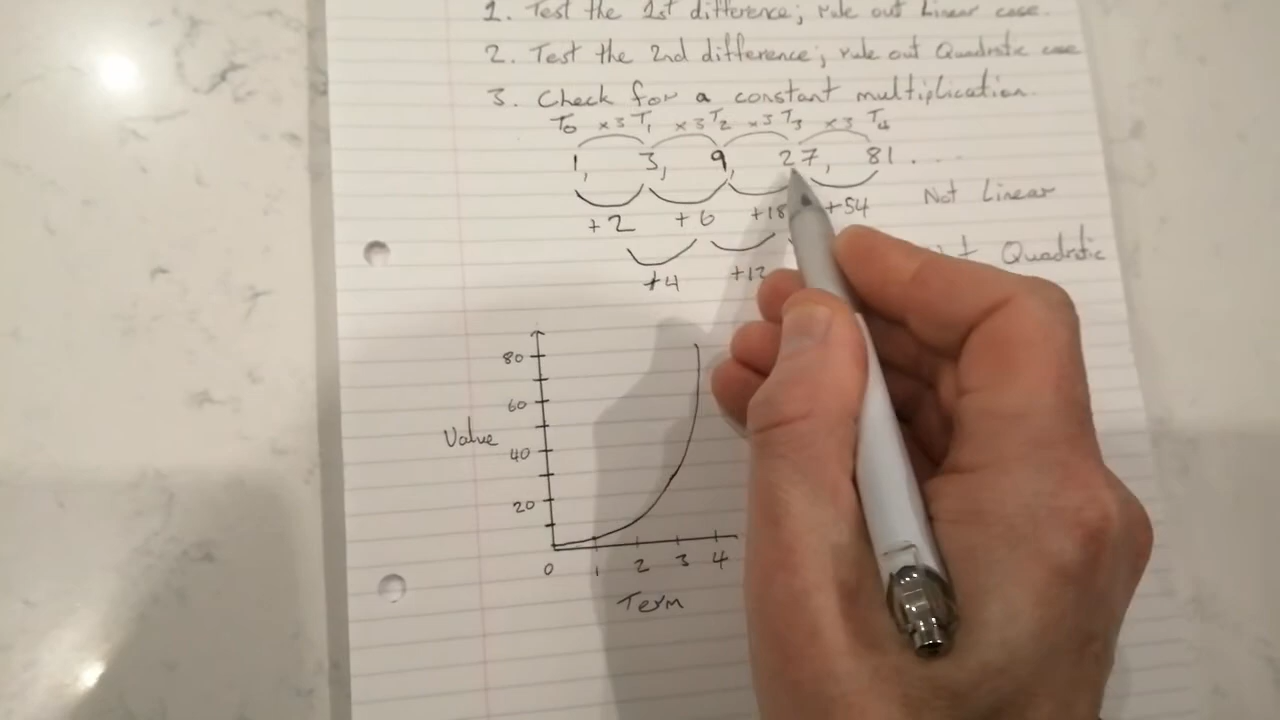 1. Test the 1st difference; rule out Linear case.
2. Test the 2nd difference; rule out Quadratic case
3. Check for a constant multiplication.
T0 ×3 T1 ×3 T2 ×3 T3 ×3 T4
1, 3, 9, 27, 81 ....
Not Linear
+2 +6 +18 +54
Quadratic
+4 +12
80
60
Value
40
20
0 1 2 3 4
Term